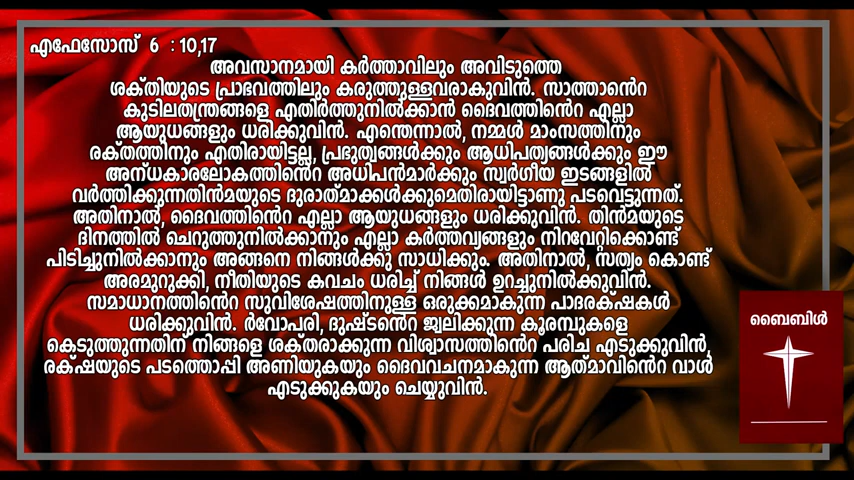 എഫേസോസ് 6 : 10,17
അവസാനമായി കർത്താവിലും അവിടുത്തെ
ശക്തിയുടെ പ്രാഭവത്തിലും കരുത്തുള്ളവരാകുവിൻ. സാത്താൻെറ
കുടിലതന്ത്രങ്ങളെ എതിർത്തുനിൽക്കാൻ ദൈവത്തിൻെറ എല്ലാ
ആയുധങ്ങളും ധരിക്കുവിൻ. എന്തെന്നാൽ, നമ്മൾ മാംസത്തിനും
രക്തത്തിനും എതിരായിട്ടല്ല, പ്രഭുത്വങ്ങൾക്കും ആധിപത്യങ്ങൾക്കും ഈ
അന്ധകാരലോകത്തിൻെറ അധിപൻമാർക്കും സ്വർഗീയ ഇടങ്ങളിൽ
വർത്തിക്കുന്നതിൻമയുടെ ദുരാത്മാക്കൾക്കുമെതിരായിട്ടാണു പടവെട്ടുന്നത്.
അതിനാൽ, ദൈവത്തിൻെറ എല്ലാ ആയുധങ്ങളും ധരിക്കുവിൻ. തിൻമയുടെ
ദിനത്തിൽ ചെറുത്തുനിൽക്കാനും എല്ലാ കർത്തവ്യങ്ങളും നിറവേറ്റിക്കൊണ്ട്
പിടിച്ചുനിൽക്കാനും അങ്ങനെ നിങ്ങൾക്കു സാധിക്കും. അതിനാൽ, സത്യം കൊണ്ട്
അരമുറുക്കി, നീതിയുടെ കവചം ധരിച്ച് നിങ്ങൾ ഉറച്ചുനിൽക്കുവിൻ.
സമാധാനത്തിൻെറ സുവിശേഷത്തിനുള്ള ഒരുക്കമാകുന്ന പാദരക്ഷകൾ
ധരിക്കുവിൻ. ർവോപരി, ദുഷ്ടൻെറ ജ്വലിക്കുന്ന കൂരമ്പുകളെ
കെടുത്തുന്നതിന് നിങ്ങളെ ശക്തരാക്കുന്ന വിശ്വാസത്തിൻെറ പരിച എടുക്കുവിൻ.
രക്ഷയുടെ പടത്തൊപ്പി അണിയുകയും ദൈവവചനമാകുന്ന ആത്മാവിൻെറ വാൾ
എടുക്കുകയും ചെയ്യുവിൻ.
ബൈബിൾ